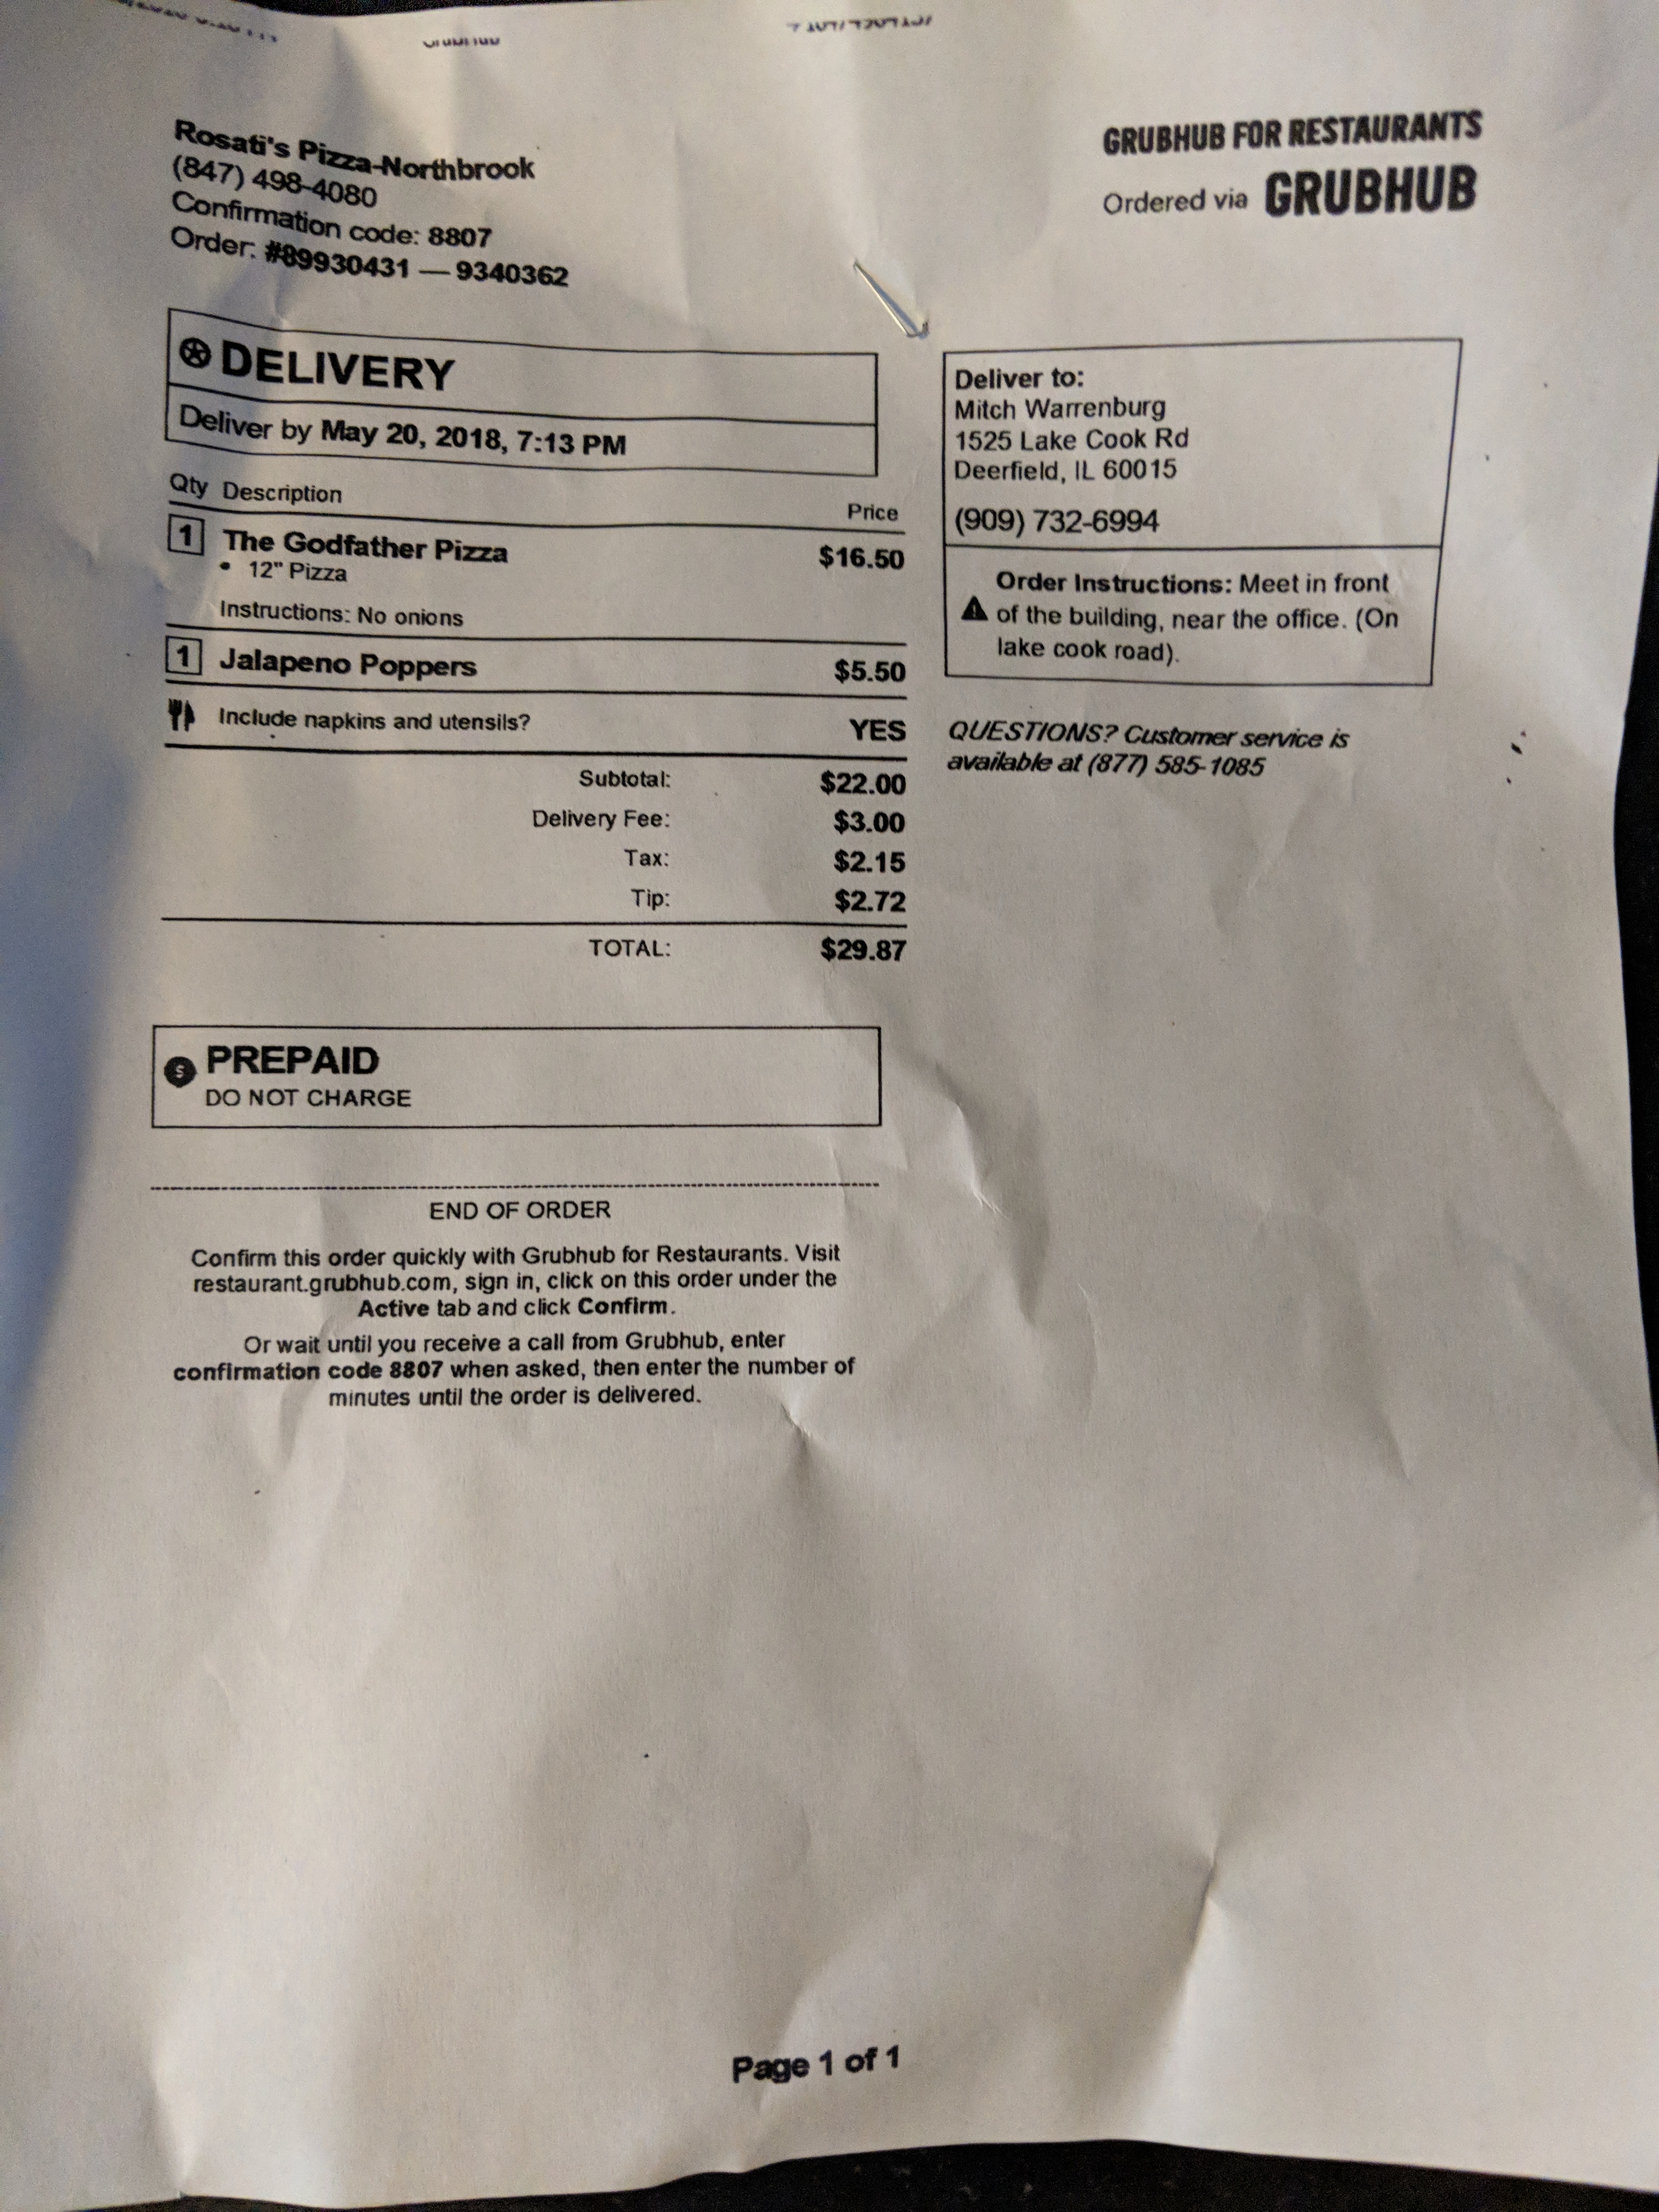 GrubHub
Rosati's Pizza-Northbrook
(847) 498-4080
Confirmation code: 8807
Order: #89930431 — 9340362
GRUBHUB FOR RESTAURANTS
Ordered via GRUBHUB
DELIVERY
Deliver by May 20, 2018, 7:13 PM
Qty Description Price
1 The Godfather Pizza $16.50
• 12" Pizza
Instructions: No onions
1 Jalapeno Poppers $5.50
Include napkins and utensils? YES
Subtotal: $22.00
Delivery Fee: $3.00
Tax: $2.15
Tip: $2.72
TOTAL: $29.87
Deliver to:
Mitch Warrenburg
1525 Lake Cook Rd
Deerfield, IL 60015
(909) 732-6994
Order Instructions: Meet in front
of the building, near the office. (On
lake cook road).
QUESTIONS? Customer service is
available at (877) 585-1085
PREPAID
DO NOT CHARGE
END OF ORDER
Confirm this order quickly with Grubhub for Restaurants. Visit
restaurant.grubhub.com, sign in, click on this order under the
Active tab and click Confirm.
Or wait until you receive a call from Grubhub, enter
confirmation code 8807 when asked, then enter the number of
minutes until the order is delivered.
Page 1 of 1